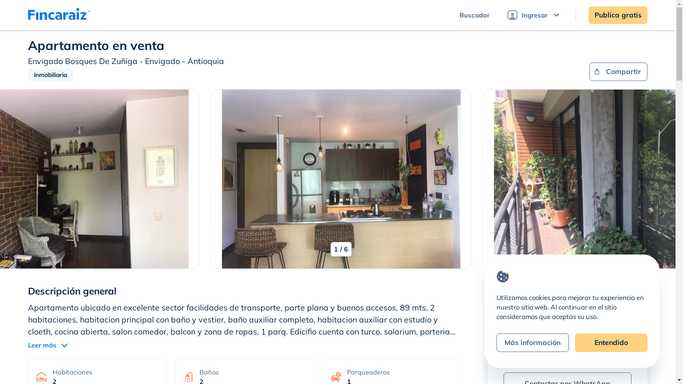 Fincaraiz
Buscador
Ingresar
Publica gratis
Apartamento en venta
Envigado Bosques De Zuñiga - Envigado - Antioquia
Inmobiliaria
Compartir
1 / 6
Descripción general
Apartamento ubicado en excelente sector facilidades de transporte, parte plana y buenos accesos, 89 mts, 2
habitaciones, habitacion principal con baño y vestier, baño auxiliar completo, habitacion auxiliar con estudio y
cloeth, cocina abierta, salon comedor, balcon y zona de ropas, 1 parq. Ediciño cuenta con turco, solarium, porteria...
Leer más
Habitaciones
2
Baños
2
Parqueaderos
1
Utilizamos cookies para mejorar tu experiencia en
nuestro sitio web. Al continuar en el sitio
consideramos que aceptas su uso.
Más información
Entendido
Contactar por WhatsApp